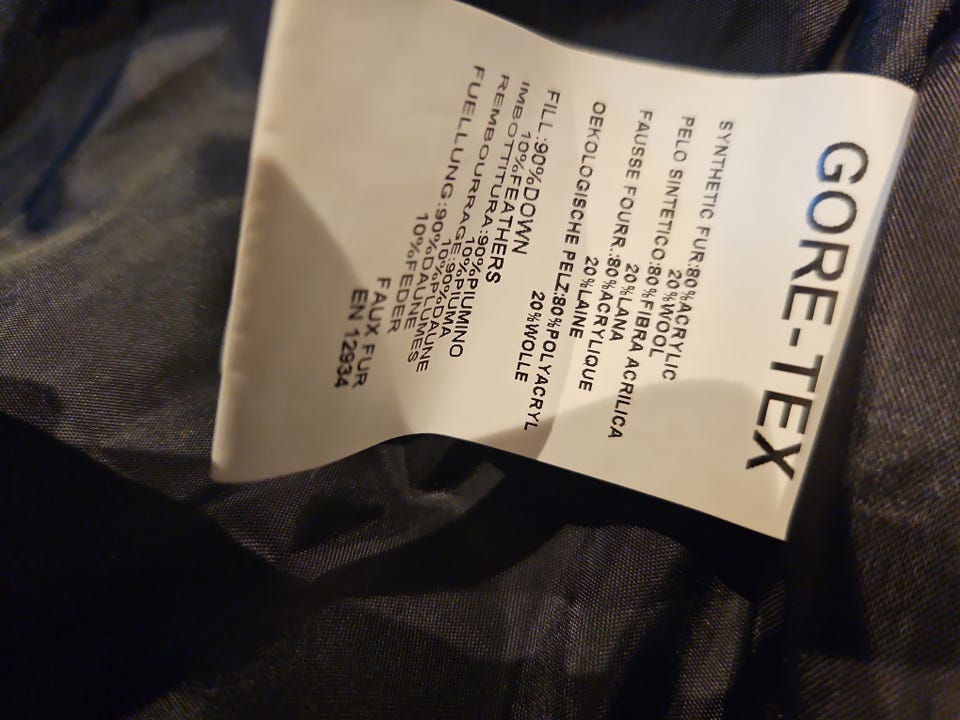 GORE-TEX
SYNTHETIC FUR:80%ACRYLIC
20%WOOL
PELO SINTETICO:80%FIBRA ACRILICA
20%LANA
FAUSSE FOURR.:80%ACRYLIQUE
20%LAINE
OEKOLOGISCHE PELZ:80%POLYACRYL
20%WOLLE
FILL:90%DOWN
10%FEATHERS
IMBOTTITURA:90%PIUMINO
10%PIUMA
REMBOURRAGE:90%DAUNE
10%PLUMES
FUELLUNG:90%DAUNE
10%FEDER
FAUX FUR
EN 12934